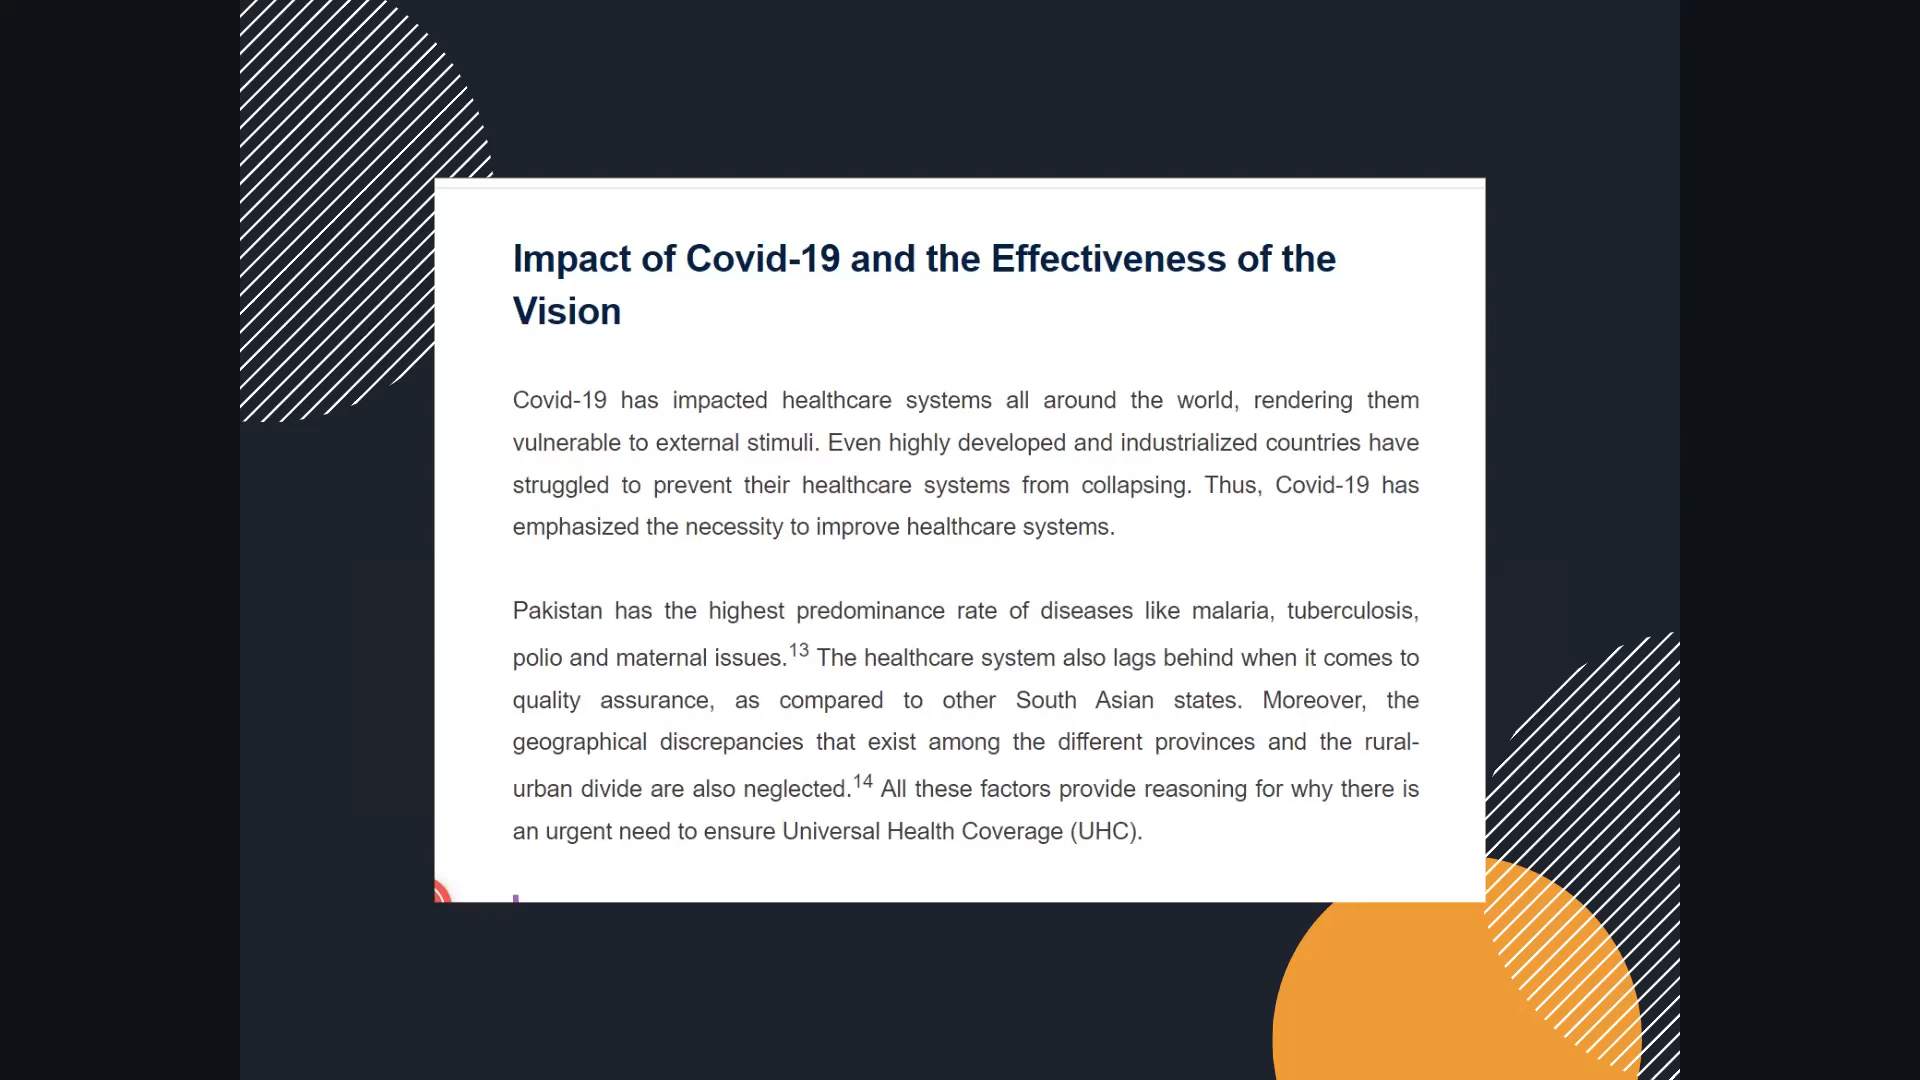 Impact of Covid-19 and the Effectiveness of the
Vision
Covid-19 has impacted healthcare systems all around the world, rendering them
vulnerable to external stimuli. Even highly developed and industrialized countries have
struggled to prevent their healthcare systems from collapsing. Thus, Covid-19 has
emphasized the necessity to improve healthcare systems.
Pakistan has the highest predominance rate of diseases like malaria, tuberculosis,
polio and maternal issues.13 The healthcare system also lags behind when it comes to
quality assurance, as compared to other South Asian states. Moreover, the
geographical discrepancies that exist among the different provinces and the rural-
urban divide are also neglected.14 All these factors provide reasoning for why there is
an urgent need to ensure Universal Health Coverage (UHC).